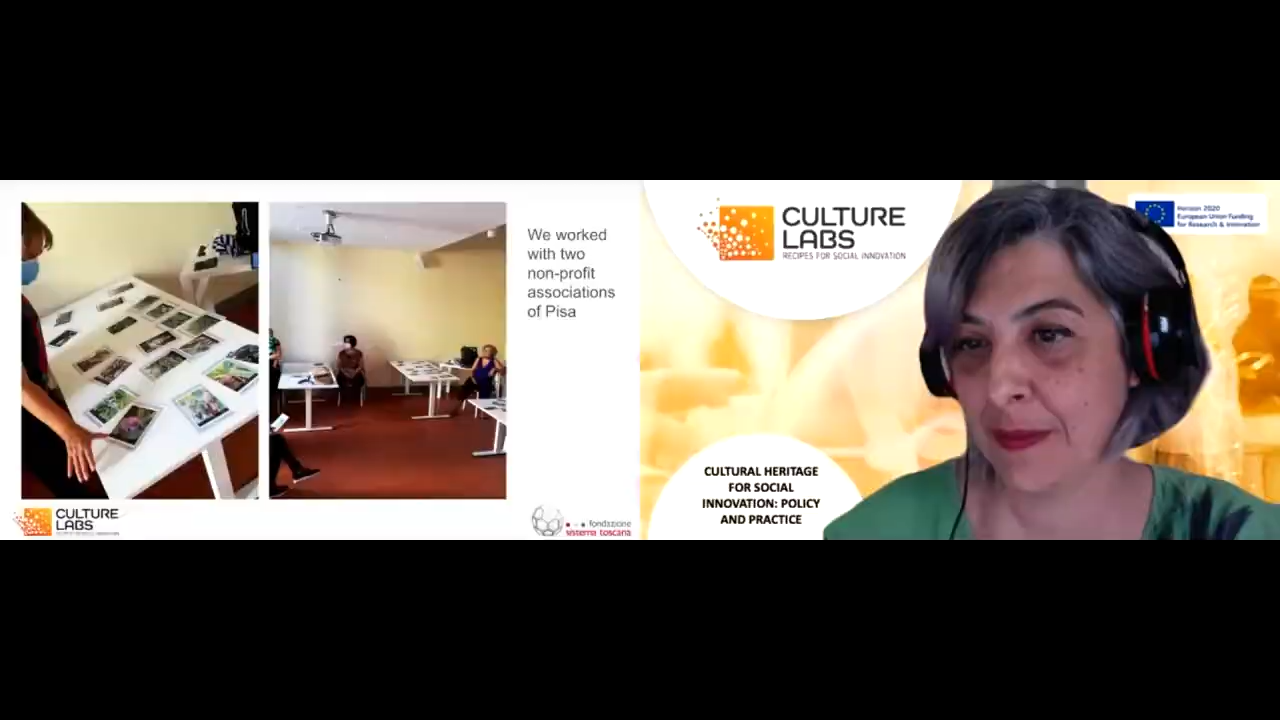 We worked
with two
non-profit
associations
of Pisa
CULTURE
LABS
fondazione
sistema toscana
CULTURE
LABS
RECIPES FOR SOCIAL INNOVATION
Horizon 2020
European Union Funding
for Research & Innovation
CULTURAL HERITAGE
FOR SOCIAL
INNOVATION: POLICY
AND PRACTICE